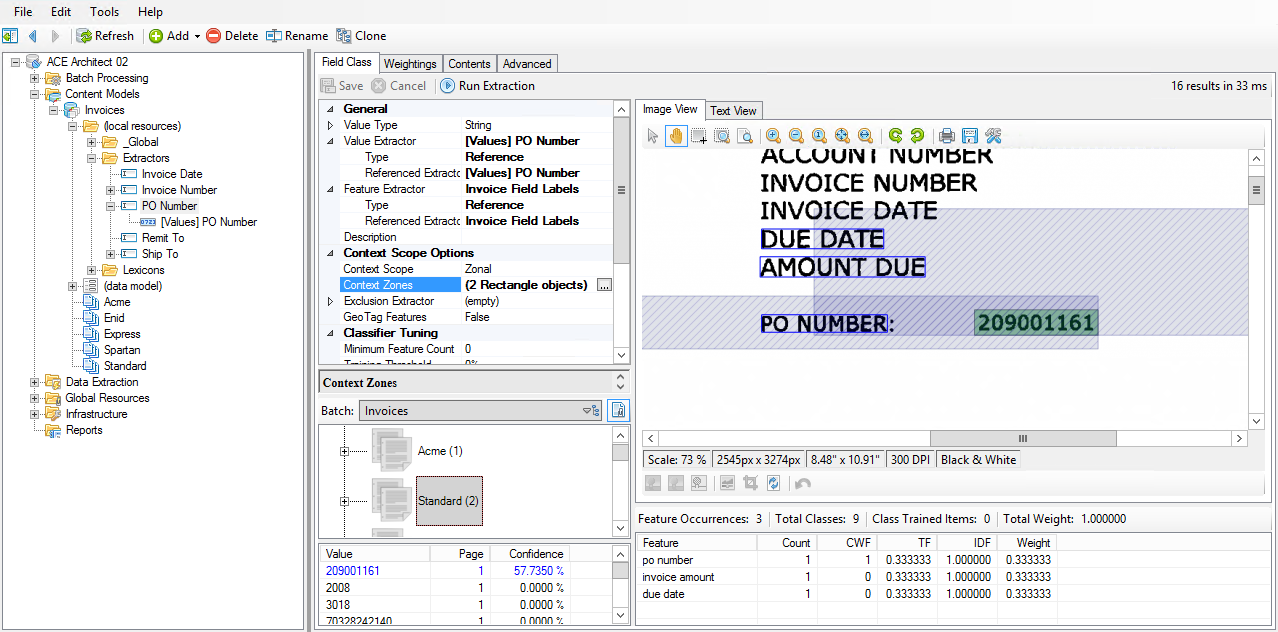 File Edit Tools Help
Refresh Add Delete Rename Clone
ACE Architect 02
Batch Processing
Content Models
Invoices
(local resources)
_Global
Extractors
Invoice Date
Invoice Number
PO Number
[Values] PO Number
Remit To
Ship To
Lexicons
(data model)
Acme
Enid
Express
Spartan
Standard
Data Extraction
Global Resources
Infrastructure
Reports
Field Class Weightings Contents Advanced
Save Cancel Run Extraction 16 results in 33 ms
General
Value Type String
Value Extractor [Values] PO Number
Type Reference
Referenced Extractc [Values] PO Number
Feature Extractor Invoice Field Labels
Type Reference
Referenced Extractc Invoice Field Labels
Description
Context Scope Options
Context Scope Zonal
Context Zones (2 Rectangle objects) ...
Exclusion Extractor (empty)
GeoTag Features False
Classifier Tuning
Minimum Feature Count 0
Training Threshold 0%
Context Zones
Batch: Invoices
Acme (1)
Standard (2)
Value Page Confidence
209001161 1 57.7350 %
2008 1 0.0000 %
3018 1 0.0000 %
70328242140 1 0.0000 %
Image View Text View
ACCOUNT NUMBER
INVOICE NUMBER
INVOICE DATE
DUE DATE
AMOUNT DUE
PO NUMBER: 209001161
Scale: 73 % 2545px x 3274px 8.48" x 10.91" 300 DPI Black & White
Feature Occurrences: 3 Total Classes: 9 Class Trained Items: 0 Total Weight: 1.000000
Feature Count CWF TF IDF Weight
po number 1 1 0.333333 1.000000 0.333333
invoice amount 1 0 0.333333 1.000000 0.333333
due date 1 0 0.333333 1.000000 0.333333